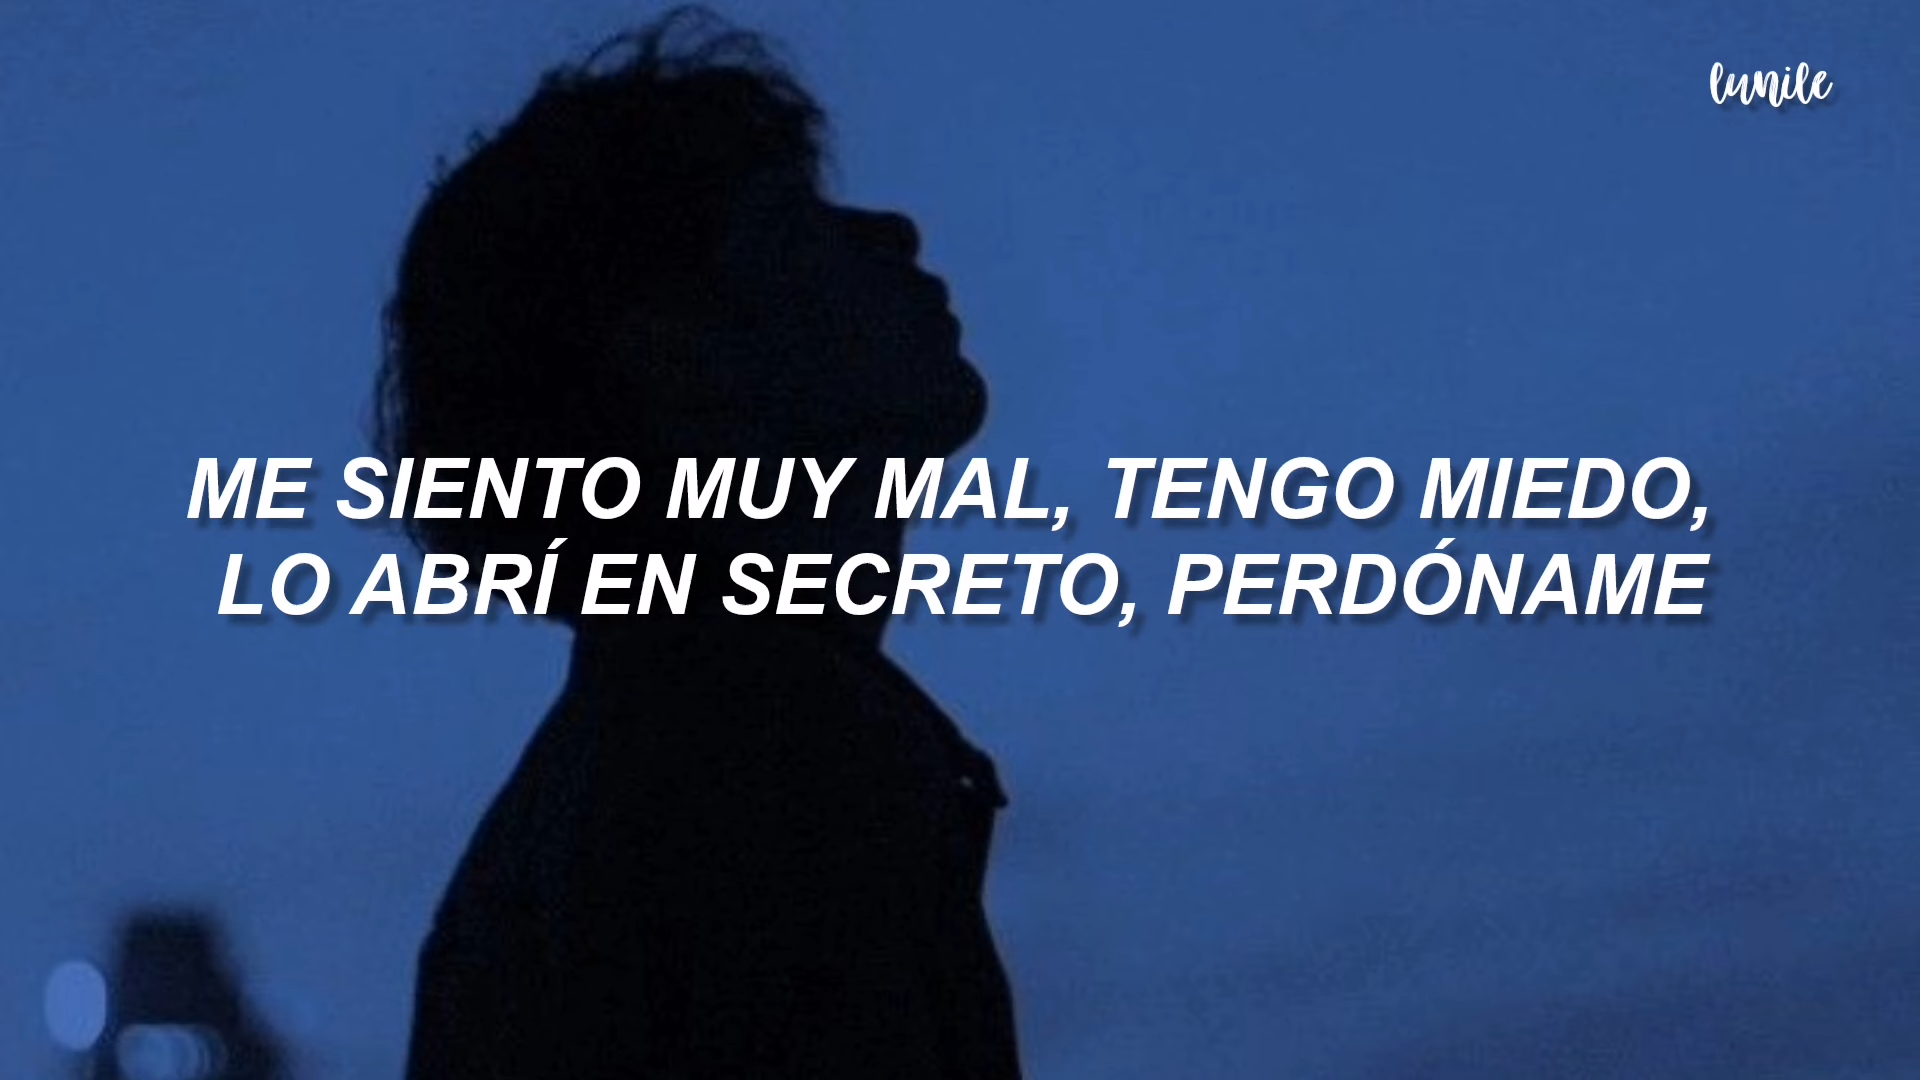 lunile
ME SIENTO MUY MAL, TENGO MIEDO,
LO ABRÍ EN SECRETO, PERDÓNAME